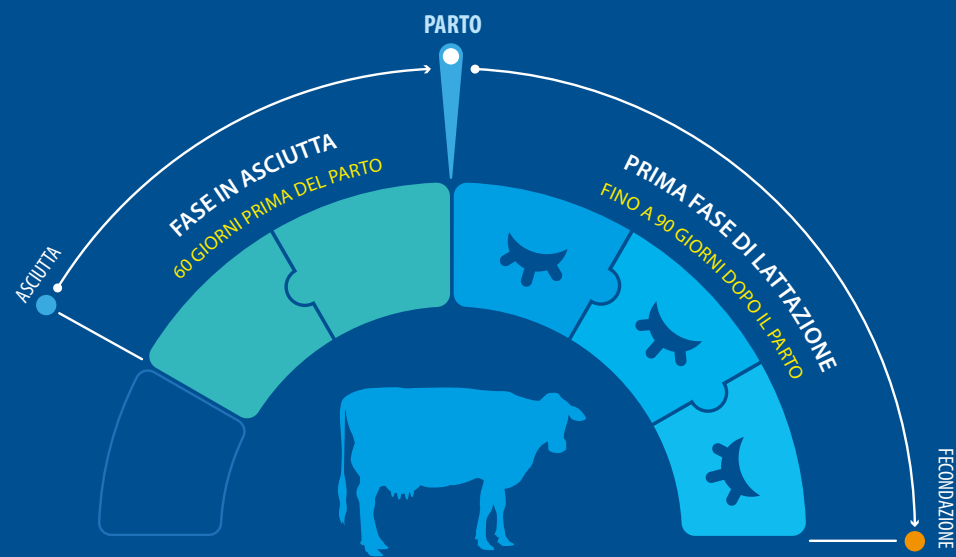 PARTO
FASE IN ASCIUTTA
60 GIORNI PRIMA DEL PARTO
PRIMA FASE DI LATTAZIONE
FINO A 90 GIORNI DOPO IL PARTO
ASCIUTTA
FECONDAZIONE